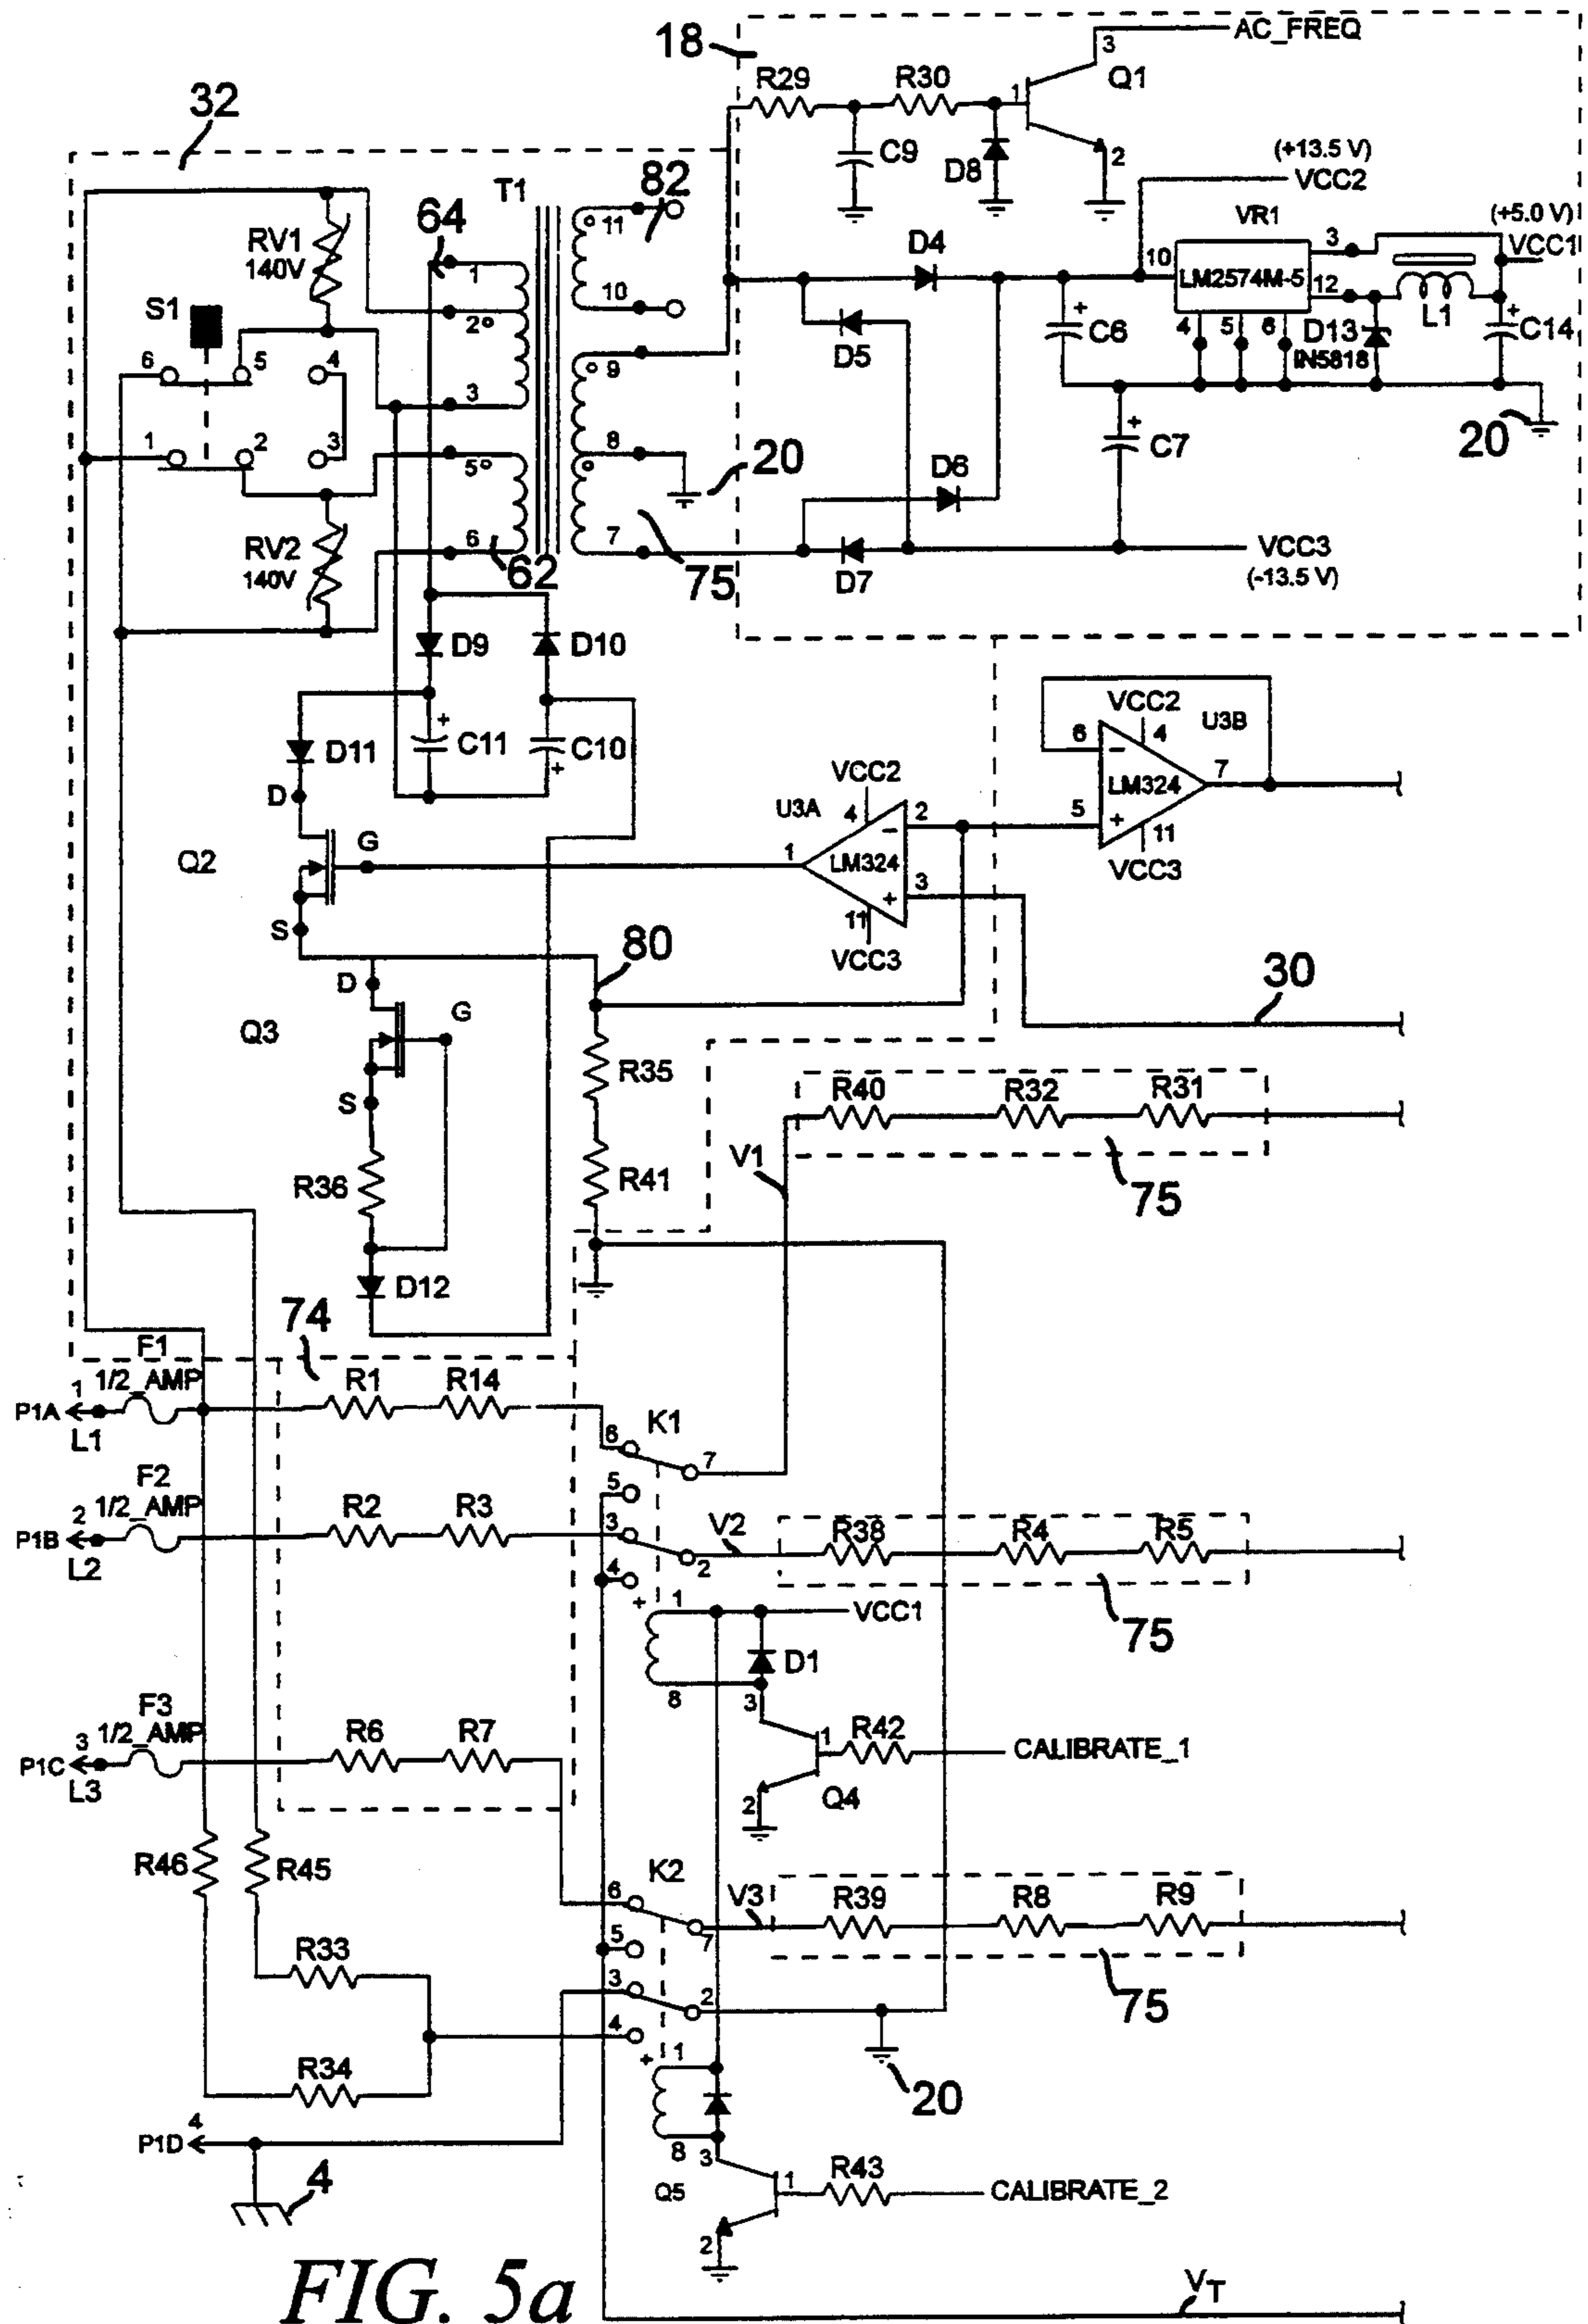 18
AC_FREQ
3
R29
R30
1
Q1
32
C9
D8
2
(+13.5 V)
VCC2
T1
82
11
64
VR1
(+5.0 V)
RV1
140V
1
D4
10
3
VCC1
LM2574M-5
12
S1
2
10
4
5
6
D13
L1
C14
6
5
4
C6
IN5818
D5
9
3
1
2
3
8
20
C7
20
5
D6
RV2
140V
6
62
7
75
D7
VCC3
(-13.5 V)
D9
D10
VCC2
U3B
6
4
−
7
D11
C11
C10
VCC2
LM324
D
U3A
4
2
5
+
11
−
G
1
LM324
VCC3
Q2
3
+
S
11
VCC3
80
D
30
G
Q3
R35
R40
R32
R31
S
V1
R36
R41
75
D12
74
F1
1/2_AMP
R1
R14
1
P1A
L1
K1
6
7
F2
5
2
1/2_AMP
R2
R3
3
V2
R38
R4
R5
P1B
L2
2
4
+
1
VCC1
75
D1
8
3
F3
1/2_AMP
R6
R7
1
R42
CALIBRATE_1
3
P1C
L3
2
Q4
R46
R45
K2
6
V3
R39
R8
R9
7
R33
5
3
2
75
4
R34
+
1
20
4
P1D
8
3
4
Q5
1
R43
CALIBRATE_2
2
FIG. 5a
VT